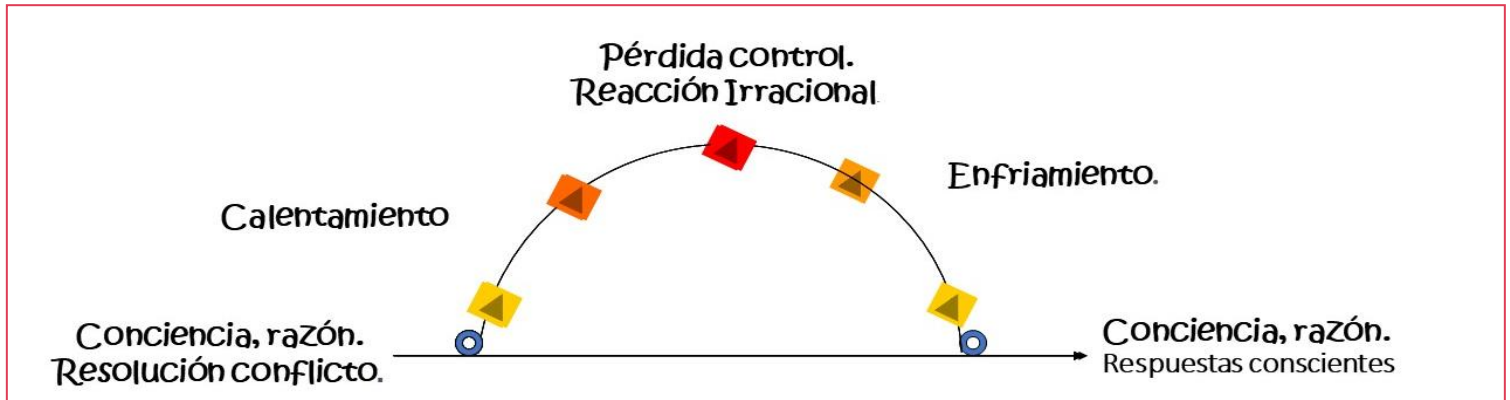 Pérdida control.
Reacción Irracional
Calentamiento
Enfriamiento.
Conciencia, razón.
Resolución conflicto.
Conciencia, razón.
Respuestas conscientes